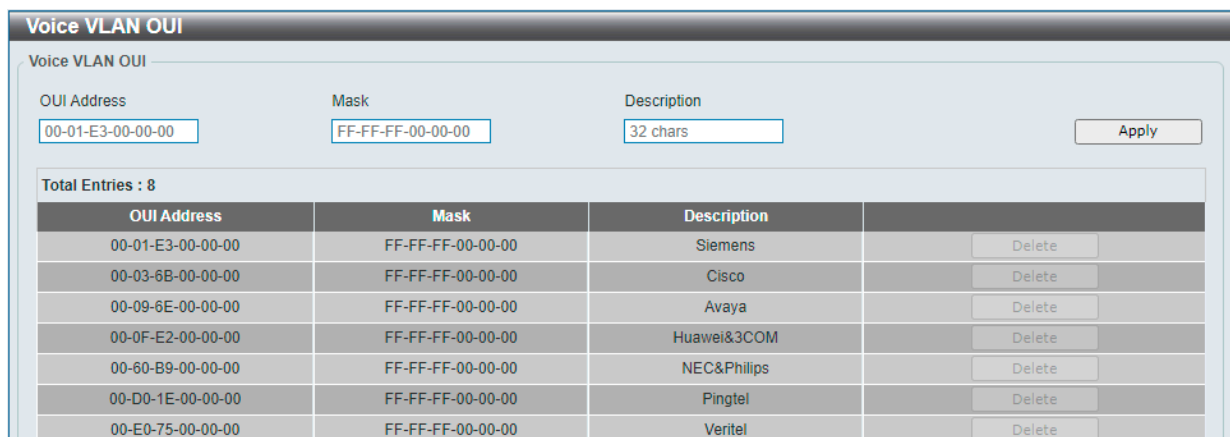 Voice VLAN OUI
Voice VLAN OUI
OUI Address Mask Description
00-01-E3-00-00-00 FF-FF-FF-00-00-00 32 chars Apply
Total Entries : 8
OUI Address Mask Description
00-01-E3-00-00-00 FF-FF-FF-00-00-00 Siemens Delete
00-03-6B-00-00-00 FF-FF-FF-00-00-00 Cisco Delete
00-09-6E-00-00-00 FF-FF-FF-00-00-00 Avaya Delete
00-0F-E2-00-00-00 FF-FF-FF-00-00-00 Huawei&3COM Delete
00-60-B9-00-00-00 FF-FF-FF-00-00-00 NEC&Philips Delete
00-D0-1E-00-00-00 FF-FF-FF-00-00-00 Pingtel Delete
00-E0-75-00-00-00 FF-FF-FF-00-00-00 Veritel Delete